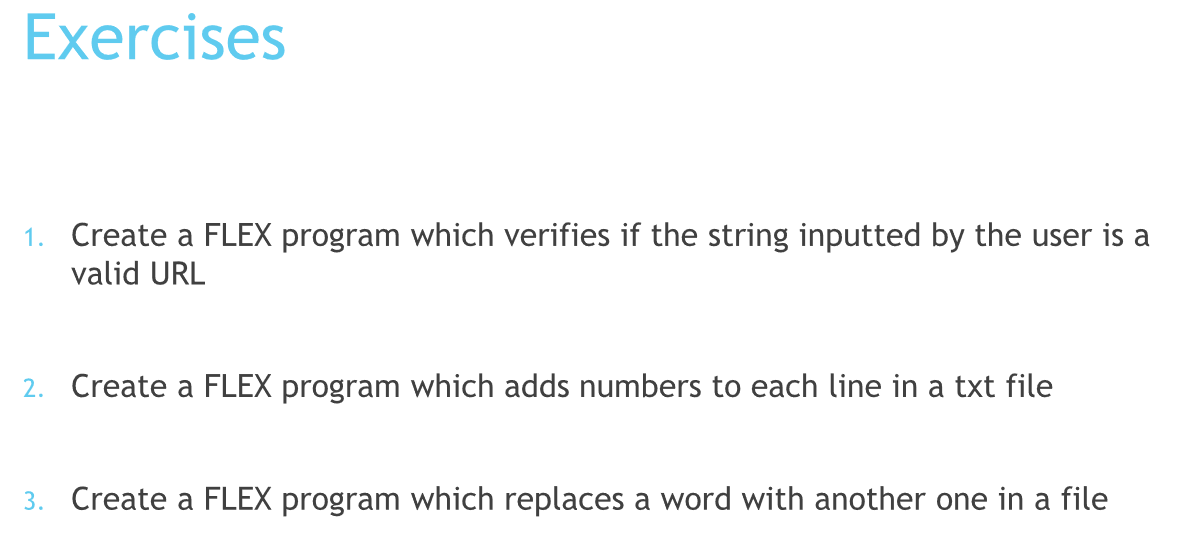 Exercises
1. Create a FLEX program which verifies if the string inputted by the user is a
valid URL
2. Create a FLEX program which adds numbers to each line in a txt file
3. Create a FLEX program which replaces a word with another one in a file